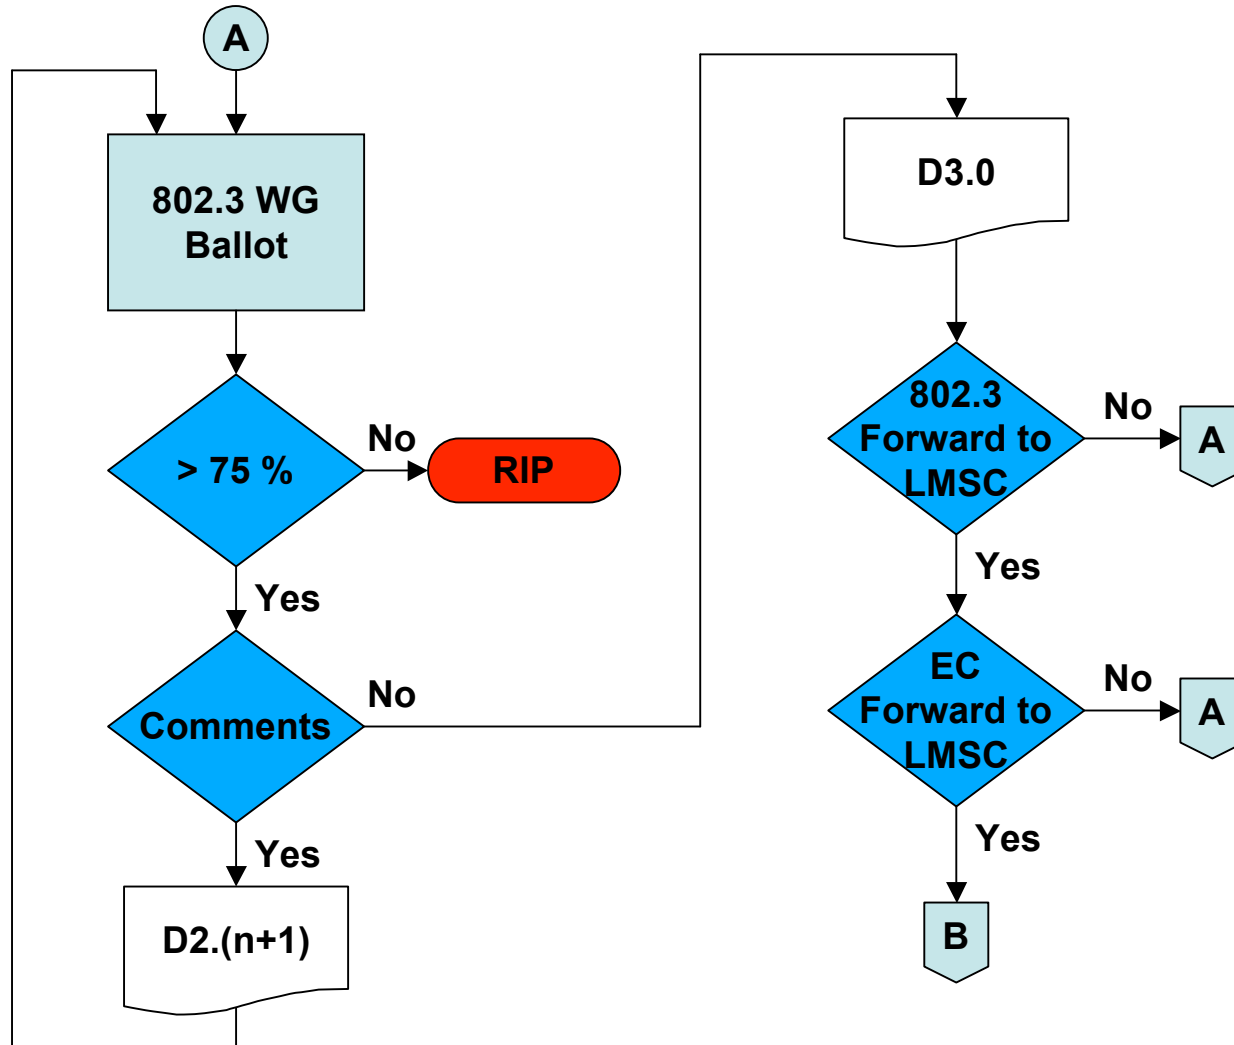 A
802.3 WG
Ballot
> 75 %
No
RIP
Yes
Comments
No
Yes
D2.(n+1)
D3.0
802.3
Forward to
LMSC
No
A
Yes
EC
Forward to
LMSC
No
A
Yes
B